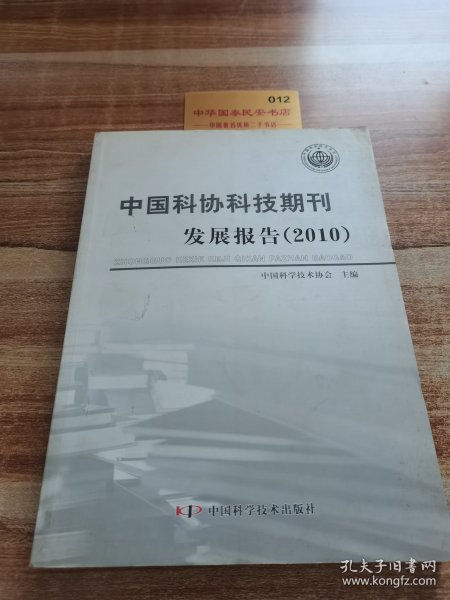 012
中华国泰民安书店
中国著名优质二手书店
中国科协科技期刊
发展报告(2010)
ZHONGGUO KEXIE KEJI QIKAN FAZHAN BAOGAO
中国科学技术协会 主编
中国科学技术出版社
孔夫子旧书网
www.kongfz.com